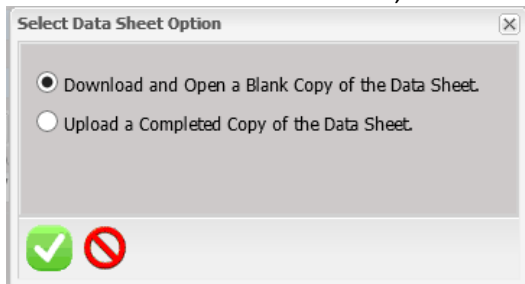 Select Data Sheet Option
Download and Open a Blank Copy of the Data Sheet.
Upload a Completed Copy of the Data Sheet.